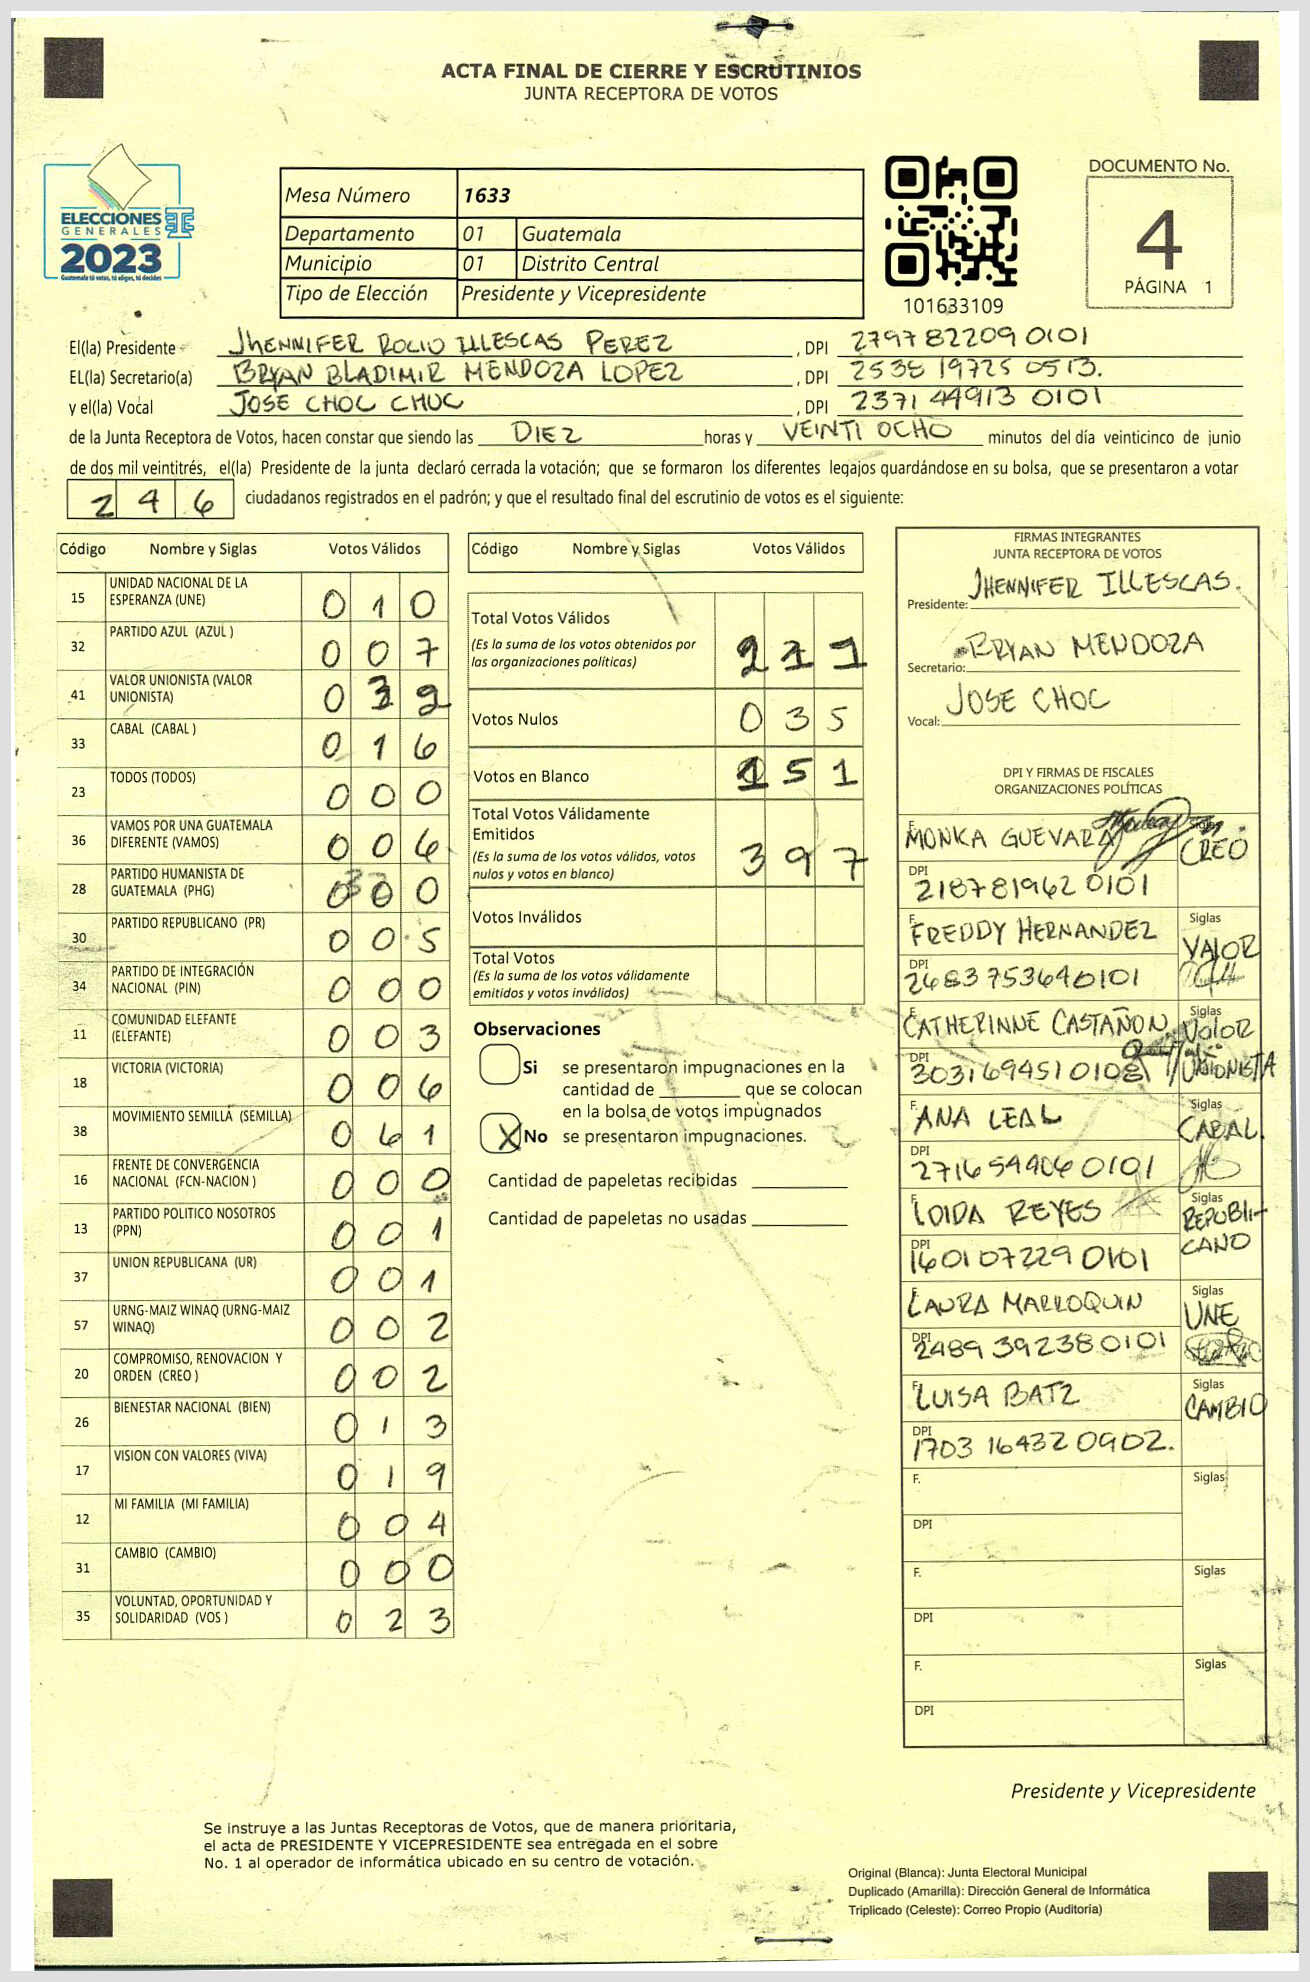 ACTA FINAL DE CIERRE Y ESCRUTINIOS
JUNTA RECEPTORA DE VOTOS
ELECCIONES
GENERALES
2023
Guatemala tú votas, tú eliges, tú decides
Mesa Número 1633
Departamento 01 Guatemala
Municipio 01 Distrito Central
Tipo de Elección Presidente y Vicepresidente
101633109
DOCUMENTO No.
4
PÁGINA 1
El(la) Presidente JHENNIFER ROCIO ILLESCAS PEREZ, DPI 2797 82209 0101
EL(la) Secretario(a) BRYAN BLADIMIR MENDOZA LOPEZ, DPI 2538 19725 0513.
y el(la) Vocal JOSE CHOC CHUC, DPI 2371 44913 0101
de la Junta Receptora de Votos, hacen constar que siendo las DIEZ horas y VEINTI OCHO minutos del día veinticinco de junio
de dos mil veintitrés, el(la) Presidente de la junta declaró cerrada la votación; que se formaron los diferentes legajos guardándose en su bolsa, que se presentaron a votar
246 ciudadanos registrados en el padrón; y que el resultado final del escrutinio de votos es el siguiente:
Código Nombre y Siglas Votos Válidos
15 UNIDAD NACIONAL DE LA ESPERANZA (UNE) 0 1 0
32 PARTIDO AZUL (AZUL ) 0 0 7
41 VALOR UNIONISTA (VALOR UNIONISTA) 0 3 2
33 CABAL (CABAL ) 0 1 6
23 TODOS (TODOS) 0 0 0
36 VAMOS POR UNA GUATEMALA DIFERENTE (VAMOS) 0 0 6
28 PARTIDO HUMANISTA DE GUATEMALA (PHG) 0 0 0
30 PARTIDO REPUBLICANO (PR) 0 0 5
34 PARTIDO DE INTEGRACIÓN NACIONAL (PIN) 0 0 0
11 COMUNIDAD ELEFANTE (ELEFANTE) 0 0 3
18 VICTORIA (VICTORIA) 0 0 6
38 MOVIMIENTO SEMILLA (SEMILLA) 0 6 1
16 FRENTE DE CONVERGENCIA NACIONAL (FCN-NACION ) 0 0 0
13 PARTIDO POLITICO NOSOTROS (PPN) 0 0 1
37 UNION REPUBLICANA (UR) 0 0 1
57 URNG-MAIZ WINAQ (URNG-MAIZ WINAQ) 0 0 2
20 COMPROMISO, RENOVACION Y ORDEN (CREO ) 0 0 2
26 BIENESTAR NACIONAL (BIEN) 0 1 3
17 VISION CON VALORES (VIVA) 0 1 9
12 MI FAMILIA (MI FAMILIA) 0 0 4
31 CAMBIO (CAMBIO) 0 0 0
35 VOLUNTAD, OPORTUNIDAD Y SOLIDARIDAD (VOS ) 0 2 3
Código Nombre y Siglas Votos Válidos
Total Votos Válidos
(Es la suma de los votos obtenidos por las organizaciones políticas) 2 1 1
Votos Nulos 0 3 5
Votos en Blanco 1 5 1
Total Votos Válidamente Emitidos
(Es la suma de los votos válidos, votos nulos y votos en blanco) 3 9 7
Votos Inválidos
Total Votos
(Es la suma de los votos válidamente emitidos y votos inválidos)
Observaciones
Si se presentaron impugnaciones en la
cantidad de ________ que se colocan
en la bolsa de votos impugnados
X No se presentaron impugnaciones.
Cantidad de papeletas recibidas
Cantidad de papeletas no usadas
FIRMAS INTEGRANTES
JUNTA RECEPTORA DE VOTOS
Presidente: JHENNIFER ILLESCAS.
Secretario: BRYAN MENDOZA
Vocal: JOSE CHOC
DPI Y FIRMAS DE FISCALES
ORGANIZACIONES POLÍTICAS
F. MONKA GUEVARA Siglas CREO
DPI 218781962 0101
F. FREDDY HERNANDEZ Siglas VALOR
DPI 2683753640101
F. CATHERINNE CASTAÑON Siglas Valor UNIONISTA
DPI 303169451 0108
F. ANA LEAL Siglas CABAL.
DPI 2716 54406 0101
F. LOIDA REYES Siglas REPUBLI-CANO
DPI 1601 07229 0101
F. LAURA MARROQUIN Siglas UNE
DPI 2489 39238 0101
F. LUISA BATZ Siglas CAMBIO
DPI 1703 16432 0902.
F. Siglas
DPI
F. Siglas
DPI
F. Siglas
DPI
Presidente y Vicepresidente
Se instruye a las Juntas Receptoras de Votos, que de manera prioritaria,
el acta de PRESIDENTE Y VICEPRESIDENTE sea entregada en el sobre
No. 1 al operador de informática ubicado en su centro de votación.
Original (Blanca): Junta Electoral Municipal
Duplicado (Amarilla): Dirección General de Informática
Triplicado (Celeste): Correo Propio (Auditoría)